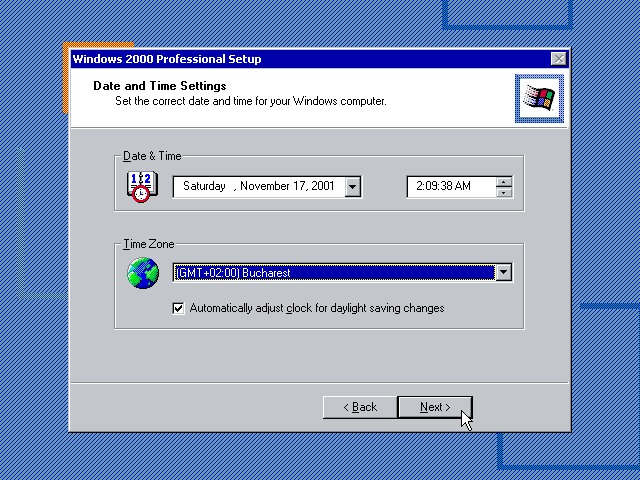 Windows 2000 Professional Setup
Date and Time Settings
Set the correct date and time for your Windows computer.
Date & Time
1 2
Saturday , November 17, 2001
2:09:38 AM
Time Zone
(GMT+02:00) Bucharest
Automatically adjust clock for daylight saving changes
< Back
Next >